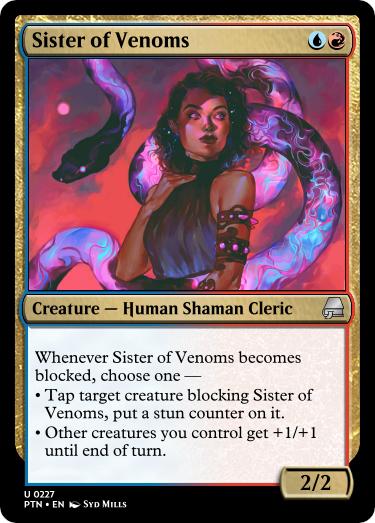 Sister of Venoms
Creature — Human Shaman Cleric
Whenever Sister of Venoms becomes
blocked, choose one —
• Tap target creature blocking Sister of
Venoms, put a stun counter on it.
• Other creatures you control get +1/+1
until end of turn.
2/2
U 0227
PTN • EN Syd Mills